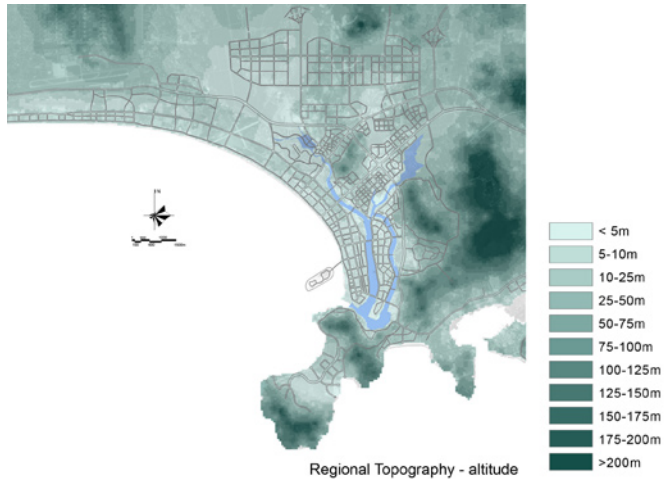 N
< 5m
5-10m
10-25m
25-50m
50-75m
75-100m
100-125m
125-150m
150-175m
175-200m
>200m
Regional Topography - altitude